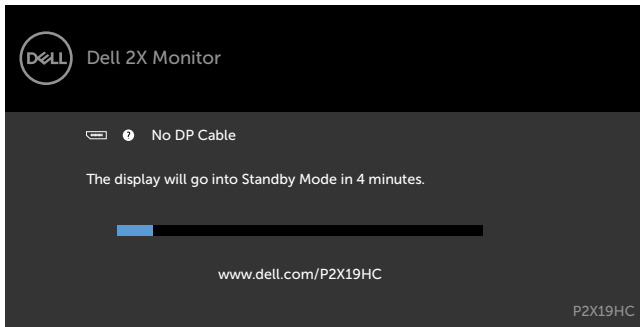 DELL
Dell 2X Monitor
? No DP Cable
The display will go into Standby Mode in 4 minutes.
www.dell.com/P2X19HC
P2X19HC